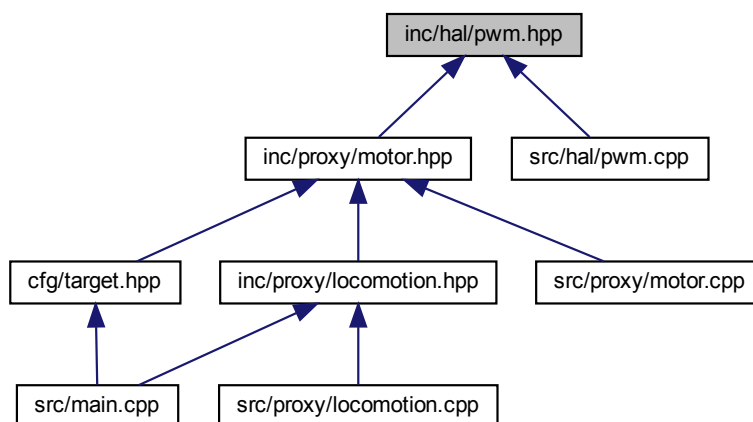 inc/hal/pwm.hpp
inc/proxy/motor.hpp
src/hal/pwm.cpp
cfg/target.hpp
inc/proxy/locomotion.hpp
src/proxy/motor.cpp
src/main.cpp
src/proxy/locomotion.cpp